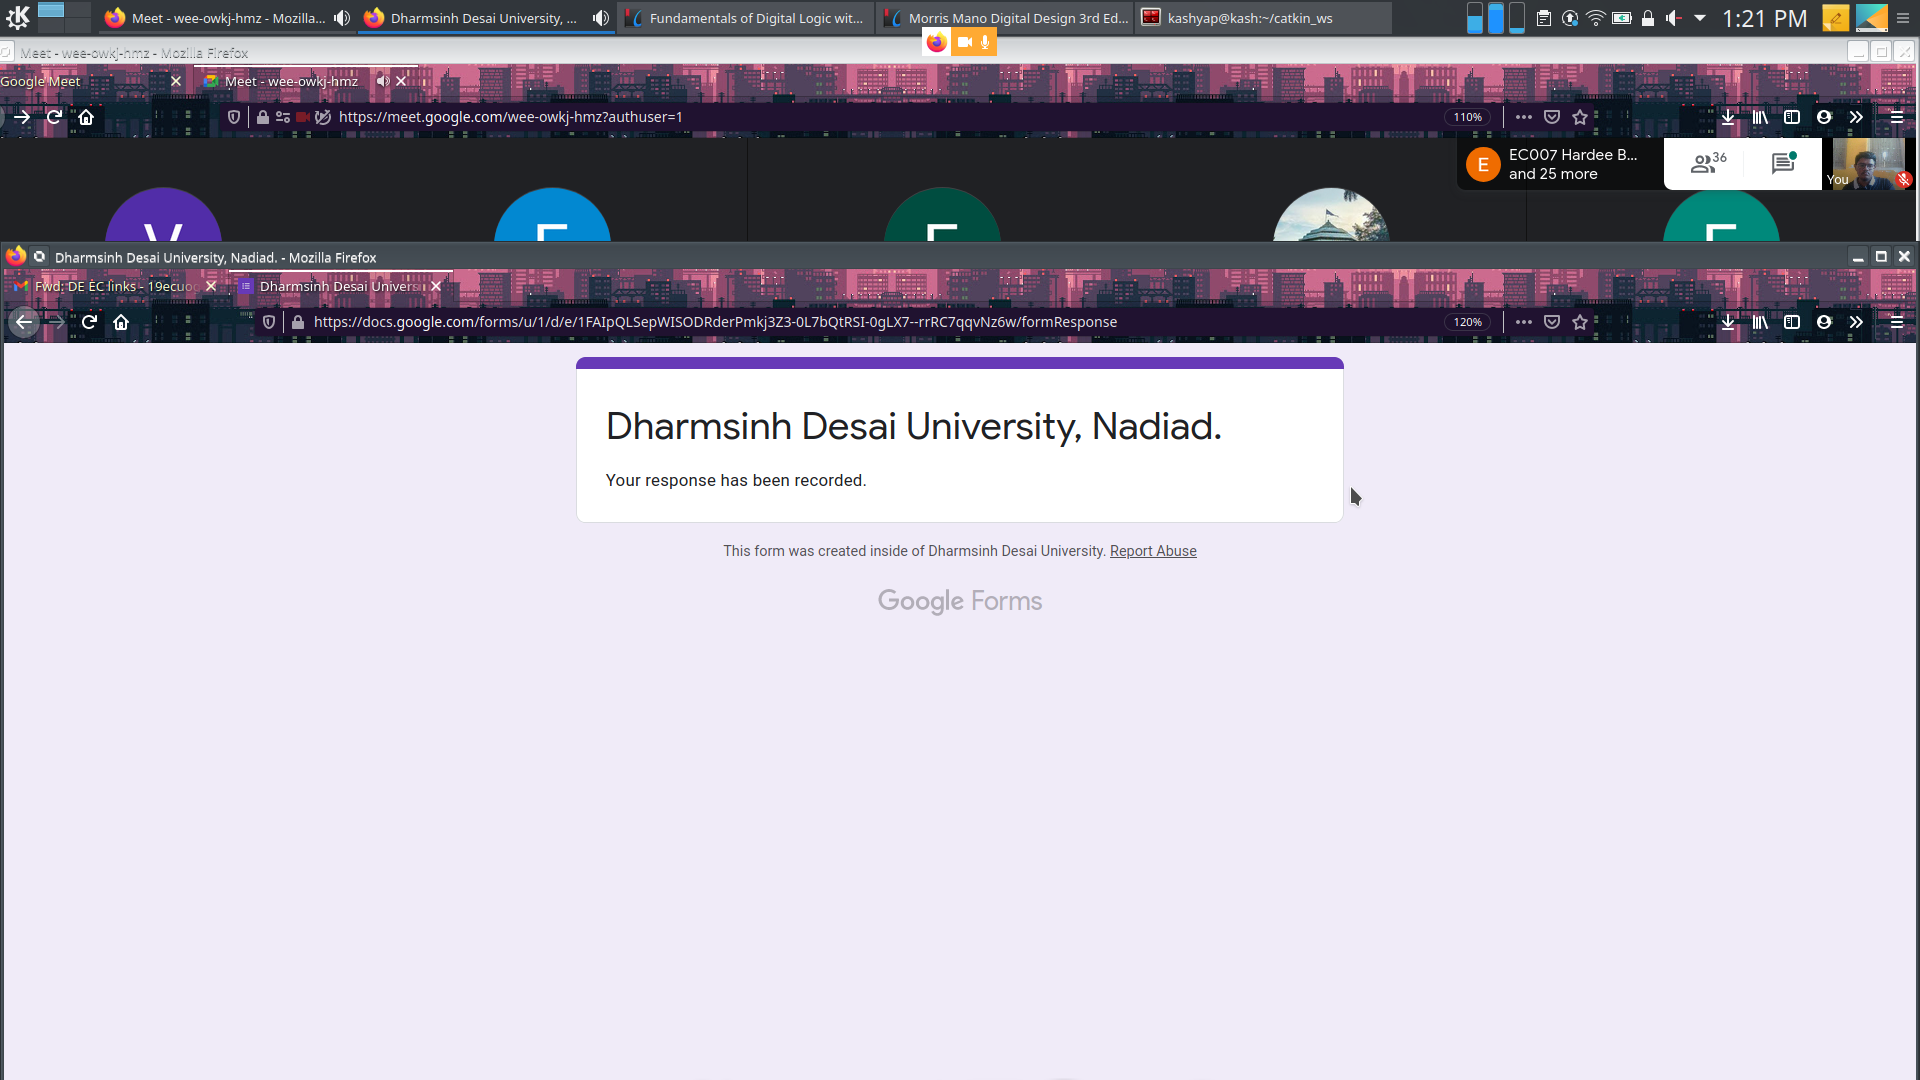 Meet - wee-owkj-hmz - Mozilla...
Dharmsinh Desai University, ...
Fundamentals of Digital Logic wit...
Morris Mano Digital Design 3rd Ed...
kashyap@kash:~/catkin_ws
1:21 PM
Meet - wee-owkj-hmz - Mozilla Firefox
Google Meet
Meet - wee-owkj-hmz
https://meet.google.com/wee-owkj-hmz?authuser=1
110%
E
EC007 Hardee B...
and 25 more
36
You
V
Dharmsinh Desai University, Nadiad. - Mozilla Firefox
Fwd: DE EC links - 19ecuo
Dharmsinh Desai Univers
https://docs.google.com/forms/u/1/d/e/1FAIpQLSepWISODRderPmkj3Z3-0L7bQtRSI-0gLX7--rrRC7qqvNz6w/formResponse
120%
Dharmsinh Desai University, Nadiad.
Your response has been recorded.
This form was created inside of Dharmsinh Desai University. Report Abuse
Google Forms